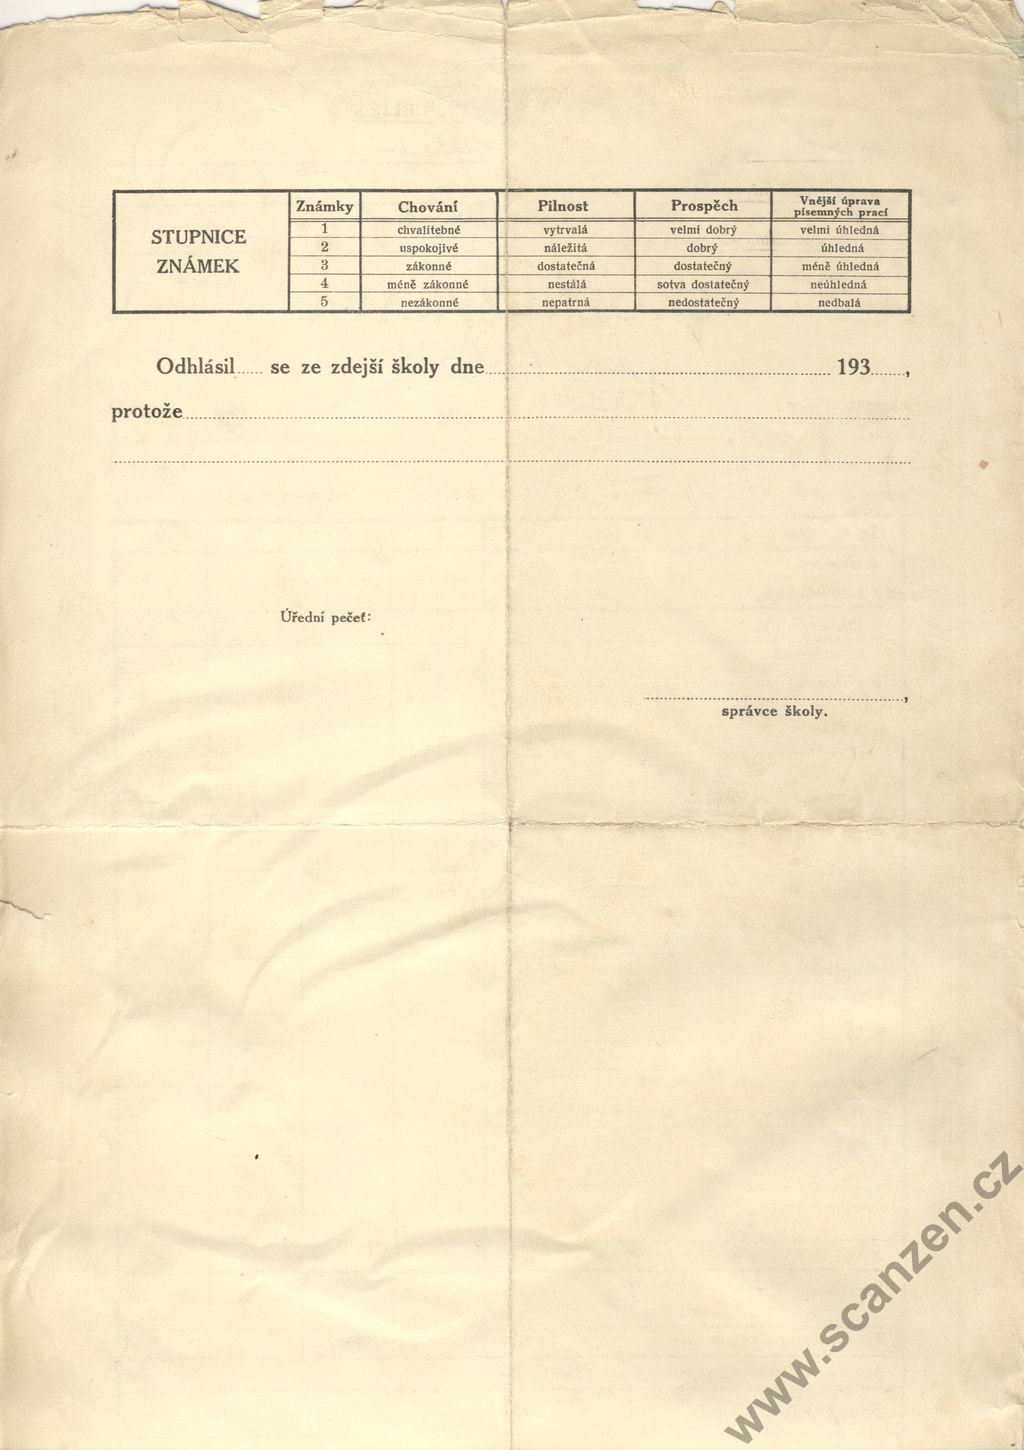 STUPNICE ZNÁMEK
Známky Chování Pilnost Prospěch Vnější úprava písemných prací
1 chvalitebné vytrvalá velmi dobrý velmi úhledná
2 uspokojivé náležitá dobrý úhledná
3 zákonné dostatečná dostatečný méně úhledná
4 méně zákonné nestálá sotva dostatečný neúhledná
5 nezákonné nepatrná nedostatečný nedbalá
Odhlásil...... se ze zdejší školy dne................................ 193........,
protože................................
Úřední pečeť:
................................,
správce školy.
www.scanzen.cz